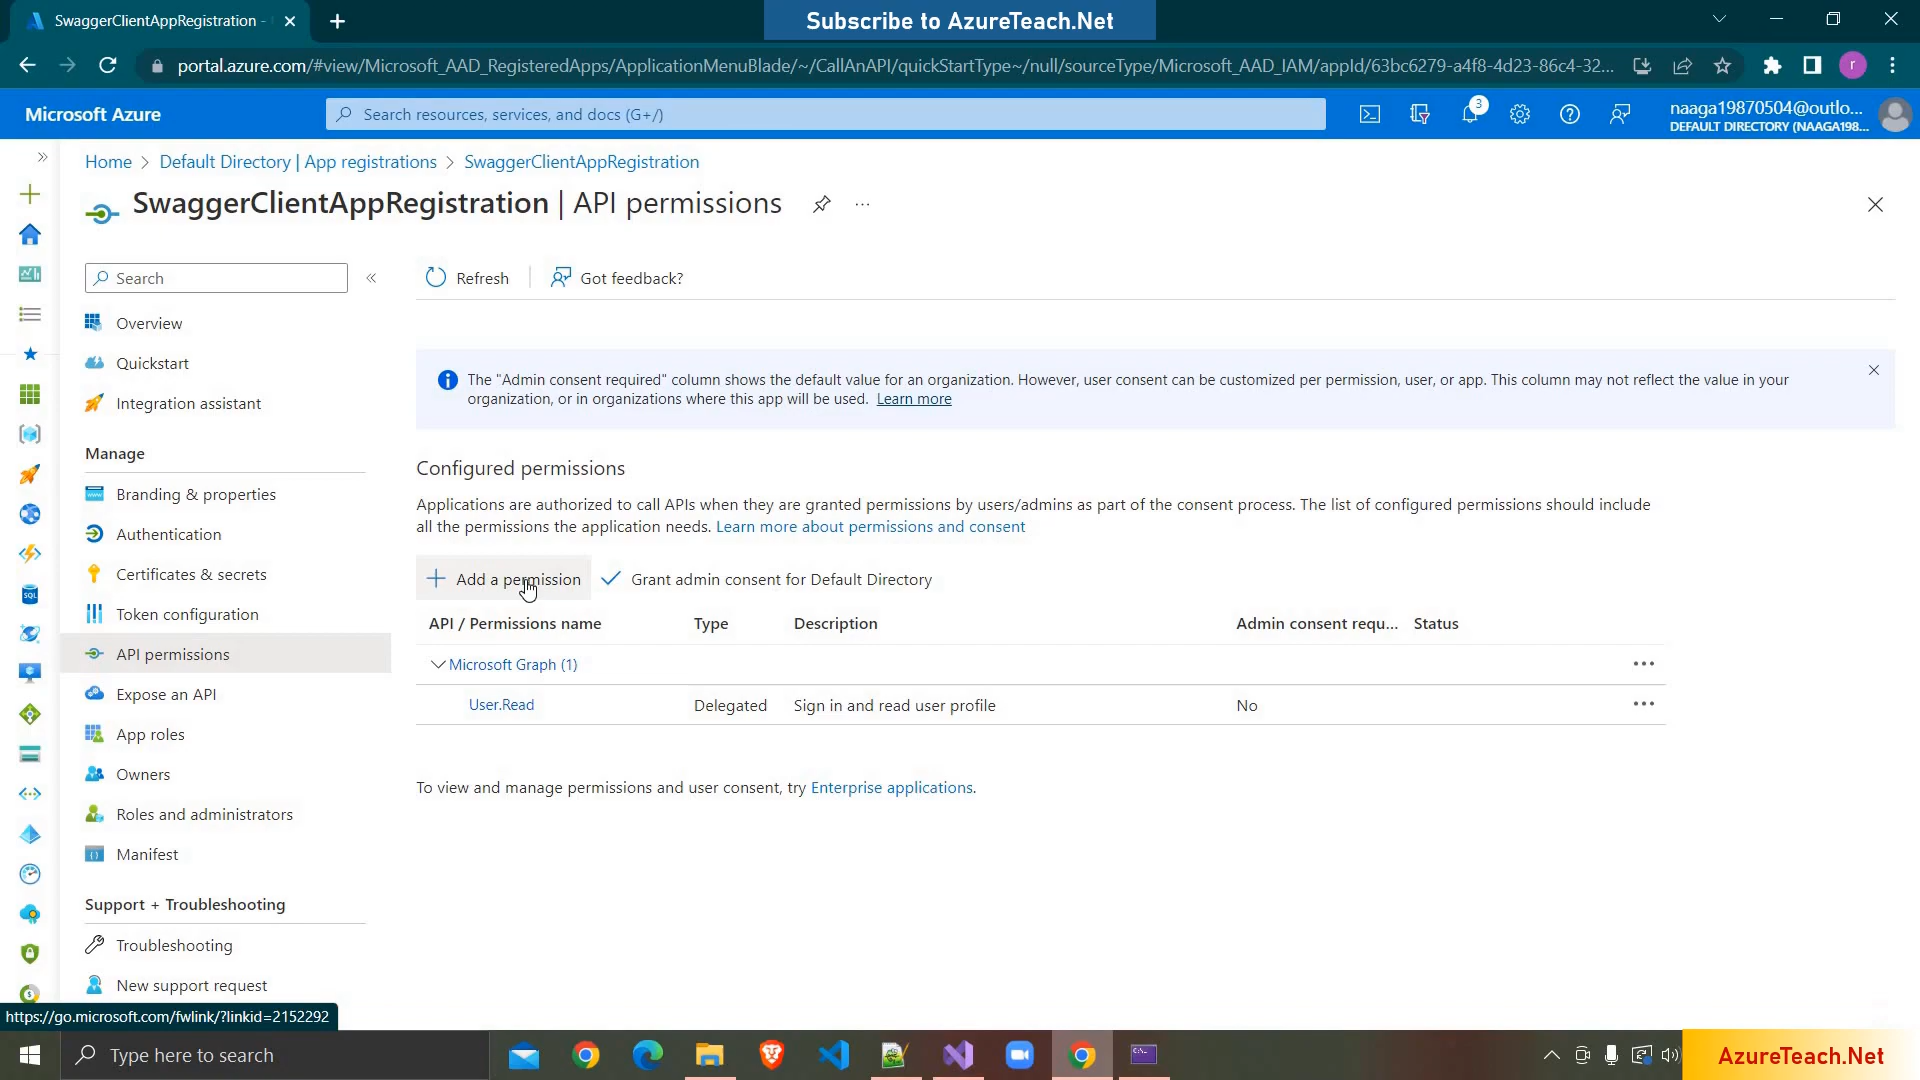 SwaggerClientAppRegistration -
Subscribe to AzureTeach.Net
portal.azure.com/#view/Microsoft_AAD_RegisteredApps/ApplicationMenuBlade/~/CallAnAPI/quickStartType~/null/sourceType/Microsoft_AAD_IAM/appId/63bc6279-a4f8-4d23-86c4-32...
r
Microsoft Azure
Search resources, services, and docs (G+/)
3
naaga19870504@outlo...
DEFAULT DIRECTORY (NAAGA198...
Home > Default Directory | App registrations > SwaggerClientAppRegistration
SwaggerClientAppRegistration | API permissions
Search
Refresh
Got feedback?
Overview
Quickstart
Integration assistant
Manage
Branding & properties
Authentication
Certificates & secrets
Token configuration
API permissions
Expose an API
App roles
Owners
Roles and administrators
Manifest
Support + Troubleshooting
Troubleshooting
New support request
The "Admin consent required" column shows the default value for an organization. However, user consent can be customized per permission, user, or app. This column may not reflect the value in your
organization, or in organizations where this app will be used. Learn more
Configured permissions
Applications are authorized to call APIs when they are granted permissions by users/admins as part of the consent process. The list of configured permissions should include
all the permissions the application needs. Learn more about permissions and consent
Add a permission
Grant admin consent for Default Directory
API / Permissions name Type Description Admin consent requ... Status
Microsoft Graph (1)
User.Read Delegated Sign in and read user profile No
To view and manage permissions and user consent, try Enterprise applications.
https://go.microsoft.com/fwlink/?linkid=2152292
Type here to search
AzureTeach.Net